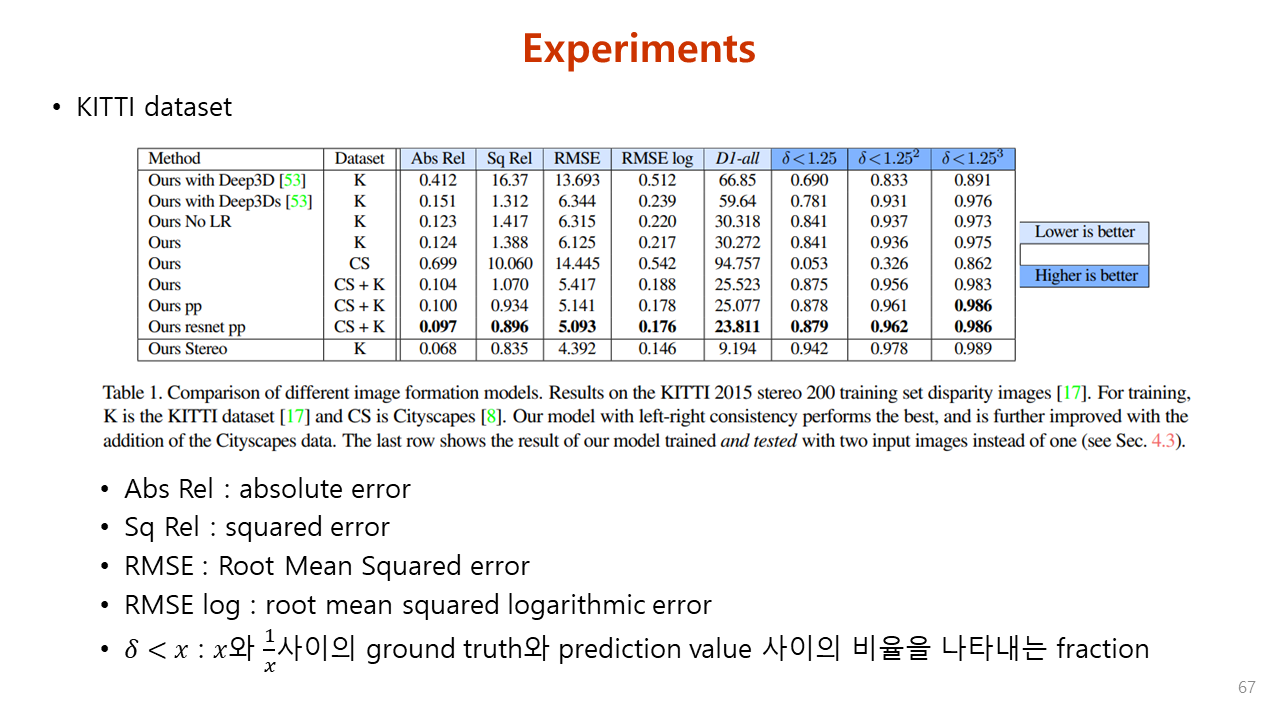 Experiments
• KITTI dataset
Method Dataset Abs Rel Sq Rel RMSE RMSE log D1-all δ<1.25 δ<1.25² δ<1.25³
Ours with Deep3D [53] K 0.412 16.37 13.693 0.512 66.85 0.690 0.833 0.891
Ours with Deep3Ds [53] K 0.151 1.312 6.344 0.239 59.64 0.781 0.931 0.976
Ours No LR K 0.123 1.417 6.315 0.220 30.318 0.841 0.937 0.973
Ours K 0.124 1.388 6.125 0.217 30.272 0.841 0.936 0.975
Ours CS 0.699 10.060 14.445 0.542 94.757 0.053 0.326 0.862
Ours CS + K 0.104 1.070 5.417 0.188 25.523 0.875 0.956 0.983
Ours pp CS + K 0.100 0.934 5.141 0.178 25.077 0.878 0.961 0.986
Ours resnet pp CS + K 0.097 0.896 5.093 0.176 23.811 0.879 0.962 0.986
Ours Stereo K 0.068 0.835 4.392 0.146 9.194 0.942 0.978 0.989
Lower is better
Higher is better
Table 1. Comparison of different image formation models. Results on the KITTI 2015 stereo 200 training set disparity images [17]. For training,
K is the KITTI dataset [17] and CS is Cityscapes [8]. Our model with left-right consistency performs the best, and is further improved with the
addition of the Cityscapes data. The last row shows the result of our model trained and tested with two input images instead of one (see Sec. 4.3).
• Abs Rel : absolute error
• Sq Rel : squared error
• RMSE : Root Mean Squared error
• RMSE log : root mean squared logarithmic error
• 𝛿 < 𝑥 : 𝑥와 1/𝑥사이의 ground truth와 prediction value 사이의 비율을 나타내는 fraction
67